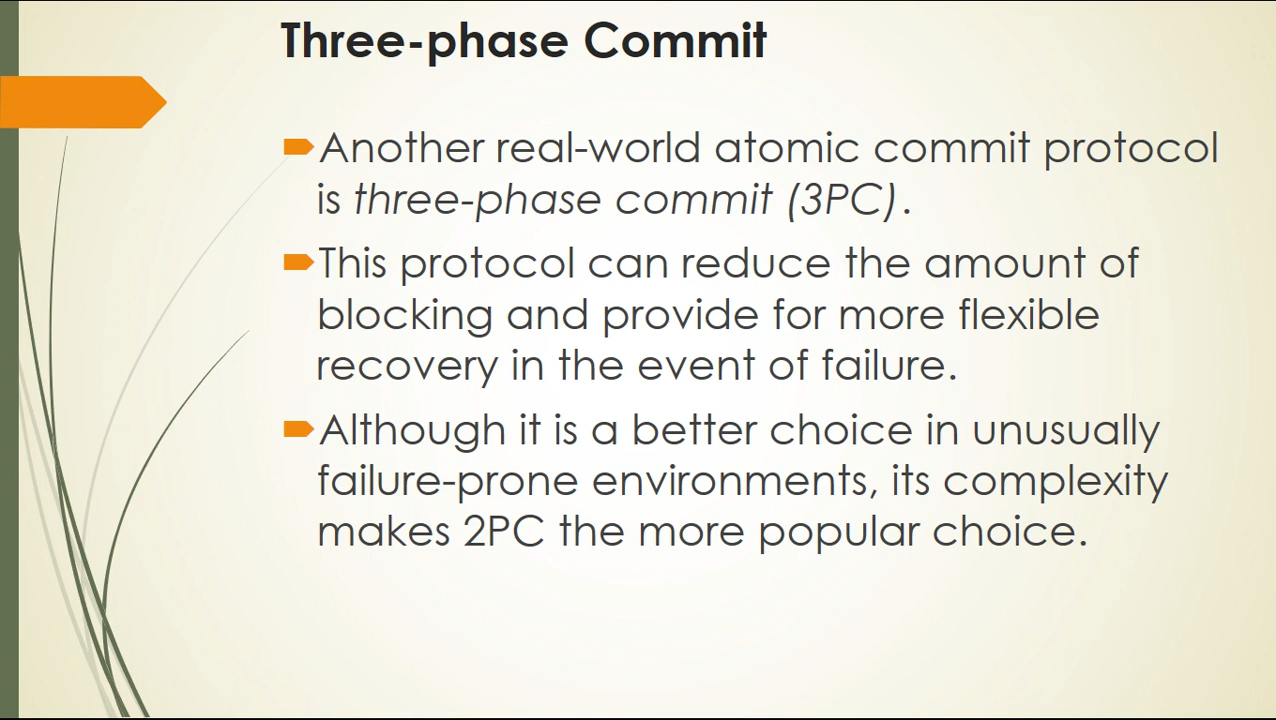 Three-phase Commit
Another real-world atomic commit protocol
is three-phase commit (3PC).
This protocol can reduce the amount of
blocking and provide for more flexible
recovery in the event of failure.
Although it is a better choice in unusually
failure-prone environments, its complexity
makes 2PC the more popular choice.